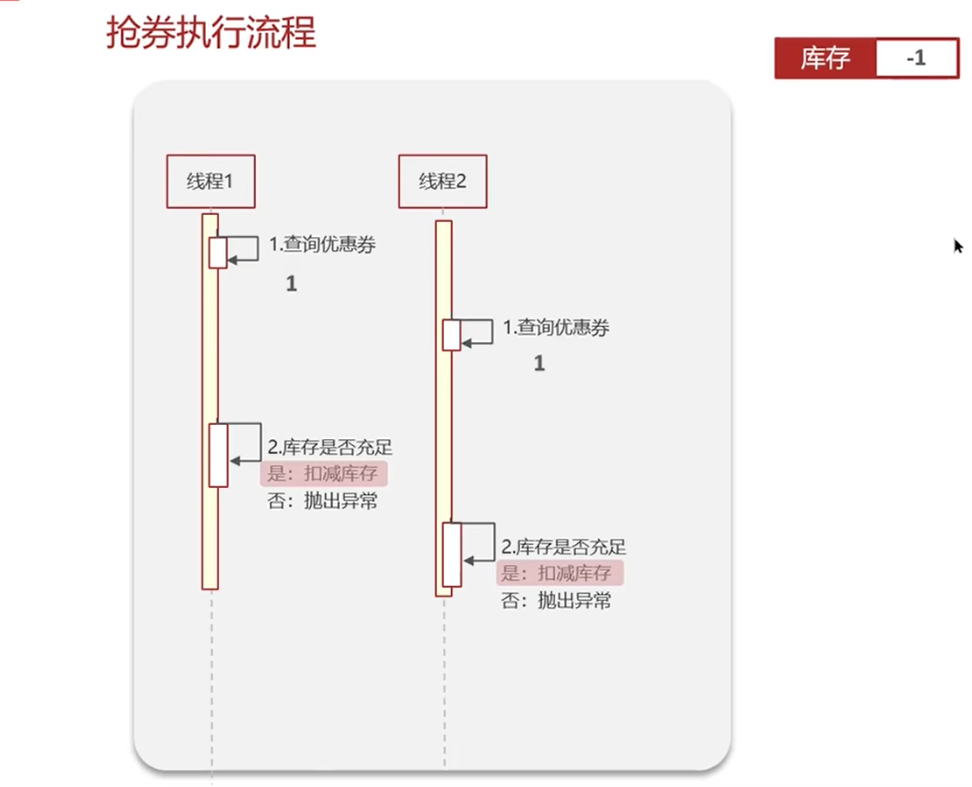 抢券执行流程
库存 -1
线程1
线程2
1.查询优惠券
1
1.查询优惠券
1
2.库存是否充足
是：扣减库存
否：抛出异常
2.库存是否充足
是：扣减库存
否：抛出异常